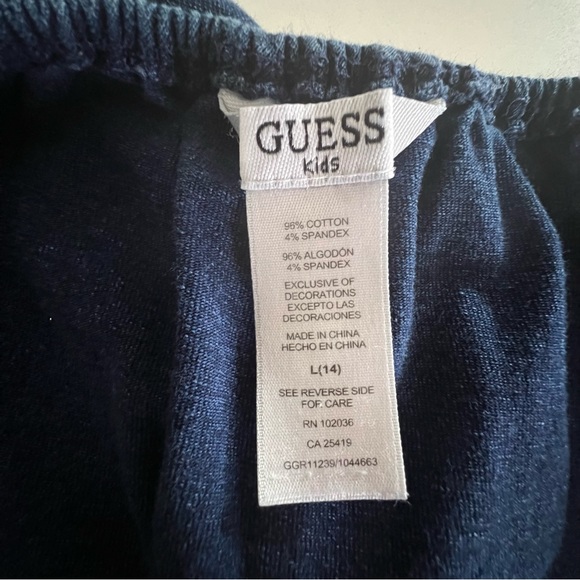 GUESS
Kids
96% COTTON
4% SPANDEX
96% ALGODÓN
4% SPANDEX
EXCLUSIVE OF
DECORATIONS
EXCEPTO LAS
DECORACIONES
MADE IN CHINA
HECHO EN CHINA
L(14)
SEE REVERSE SIDE
FOR CARE
RN 102036
CA 25419
GGR11239/1044663